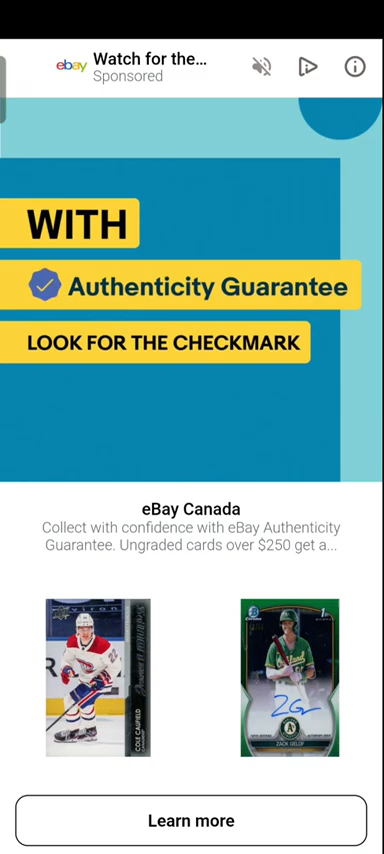 ebay
Watch for the...
Sponsored
WITH
Authenticity Guarantee
LOOK FOR THE CHECKMARK
eBay Canada
Collect with confidence with eBay Authenticity
Guarantee. Ungraded cards over $250 get a...
COLE CAUFIELD
ZACK GELOF
Learn more